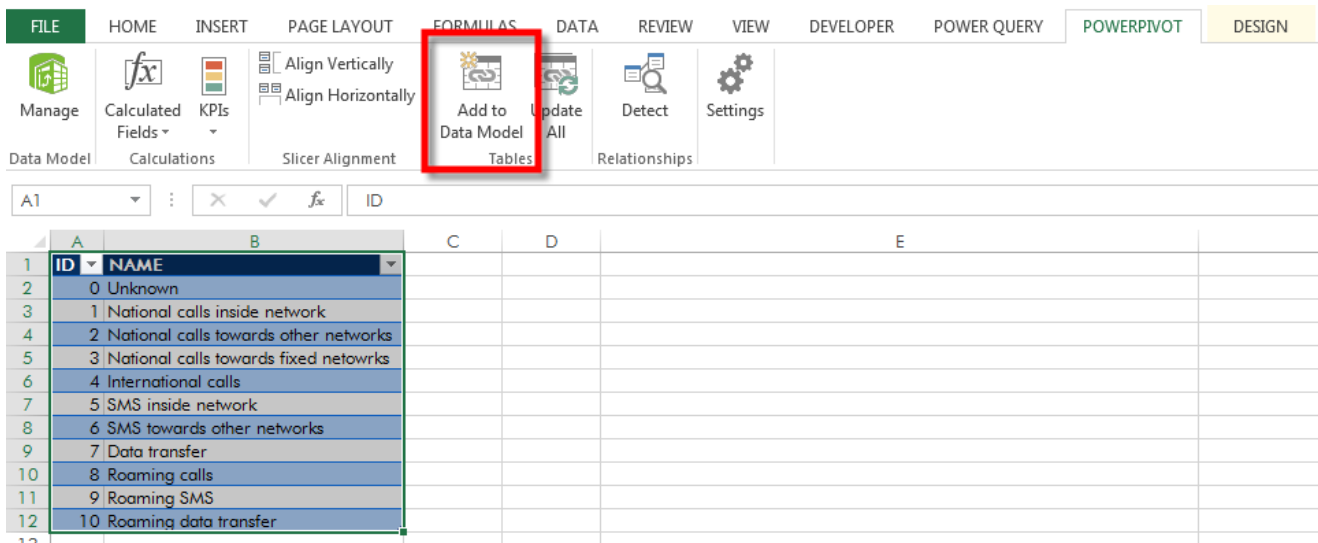 FILE HOME INSERT PAGE LAYOUT FORMULAS DATA REVIEW VIEW DEVELOPER POWER QUERY POWERPIVOT DESIGN
Manage
Calculated
Fields
KPIs
Align Vertically
Align Horizontally
Add to
Data Model
Update
All
Detect
Settings
Data Model Calculations Slicer Alignment Tables Relationships
A1 fx ID
A B C D E
1 ID NAME
2 0 Unknown
3 1 National calls inside network
4 2 National calls towards other networks
5 3 National calls towards fixed netowrks
6 4 International calls
7 5 SMS inside network
8 6 SMS towards other networks
9 7 Data transfer
10 8 Roaming calls
11 9 Roaming SMS
12 10 Roaming data transfer